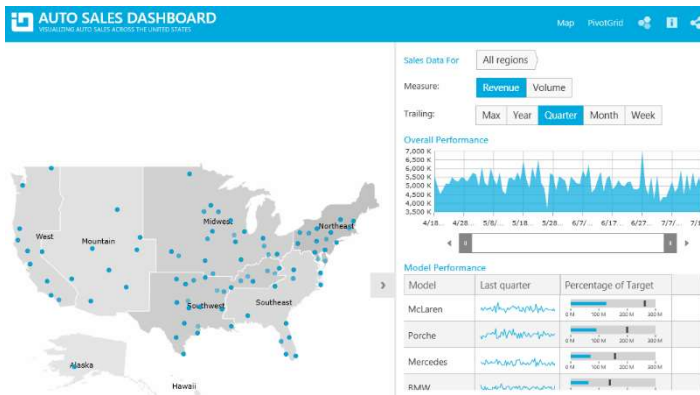 AUTO SALES DASHBOARD
VISUALIZING AUTO SALES ACROSS THE UNITED STATES
Map PivotGrid
Sales Data For All regions
Measure: Revenue Volume
Trailing: Max Year Quarter Month Week
Overall Performance
7,000 K
6,500 K
6,000 K
5,500 K
5,000 K
4,500 K
4,000 K
3,500 K
4/18... 4/28... 5/8/... 5/18... 5/28... 6/7/... 6/17... 6/27... 7/7... 7/1
West
Mountain
Midwest
Northeast
Southwest
Southeast
Alaska
Hawaii
Model Performance
Model Last quarter Percentage of Target
McLaren
0 M 100 M 200 M 300 M
Porche
0 M 100 M 200 M 300 M
Mercedes
0 M 100 M 200 M 300 M
BMW